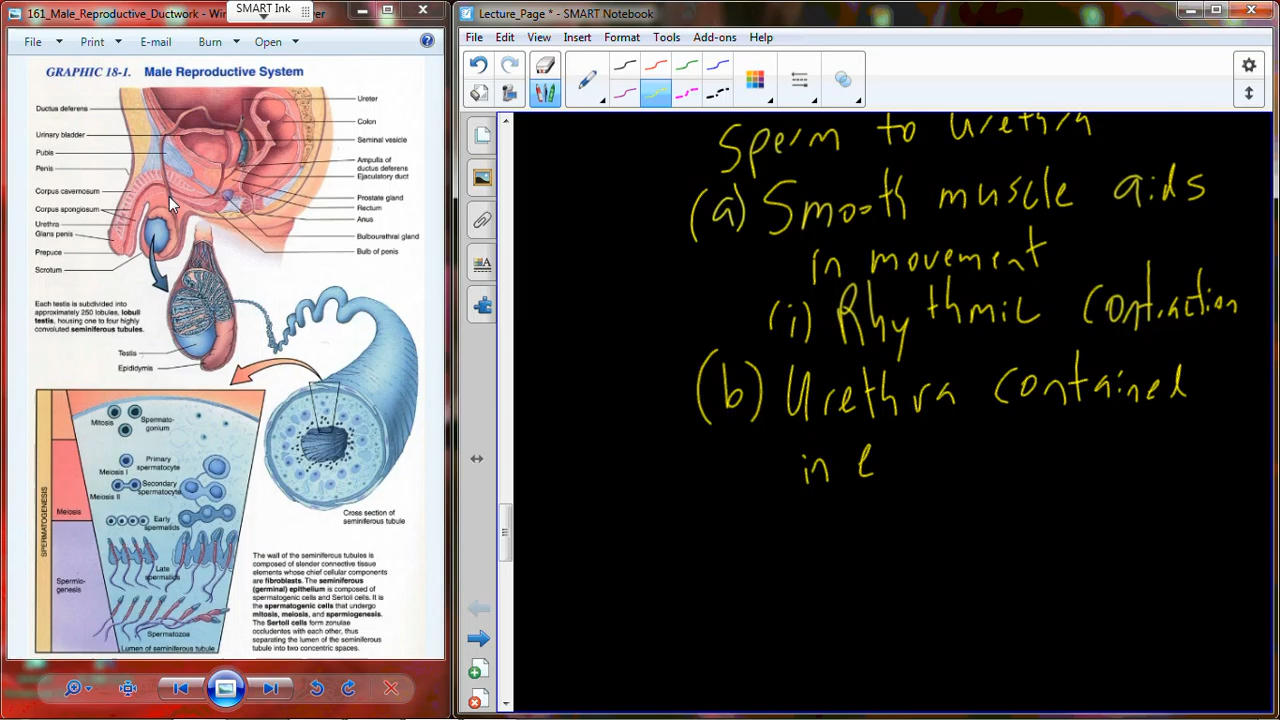 161_Male_Reproductive_Ductwork - Win
SMART Ink
File
Print
E-mail
Burn
Open
GRAPHIC 18-1. Male Reproductive System
Ductus deferens
Urinary bladder
Pubis
Penis
Corpus cavernosum
Corpus spongiosum
Urethra
Glans penis
Prepuce
Scrotum
Ureter
Colon
Seminal vesicle
Ampulla of
ductus deferens
Ejaculatory duct
Prostate gland
Rectum
Anus
Bulbourethral gland
Bulb of penis
Each testis is subdivided into
approximately 250 lobules, lobuli
testis, housing one to four highly
convoluted seminiferous tubules.
Testis
Epididymis
SPERMATOGENESIS
Meiosis
Spermio-
genesis
Mitosis
Spermato-
gonium
Meiosis I
Primary
spermatocyte
Meiosis II
Secondary
spermatocyte
Early
spermatids
Late
spermatids
Spermatozoa
Lumen of seminiferous tubule
Cross section of
seminiferous tubule
The wall of the seminiferous tubules is
composed of slender connective tissue
elements whose chief cellular components
are fibroblasts. The seminiferous
(germinal) epithelium is composed of
spermatogenic cells and Sertoli cells. It is
the spermatogenic cells that undergo
mitosis, meiosis, and spermiogenesis.
The Sertoli cells form zonulae
occludentes with each other, thus
separating the lumen of the seminiferous
tubule into two concentric spaces.
Lecture_Page * - SMART Notebook
File Edit View Insert Format Tools Add-ons Help
Sperm to Urethra
(a) Smooth muscle aids
in movement
(i) Rhythmic contraction
(b) Urethra contained
in e